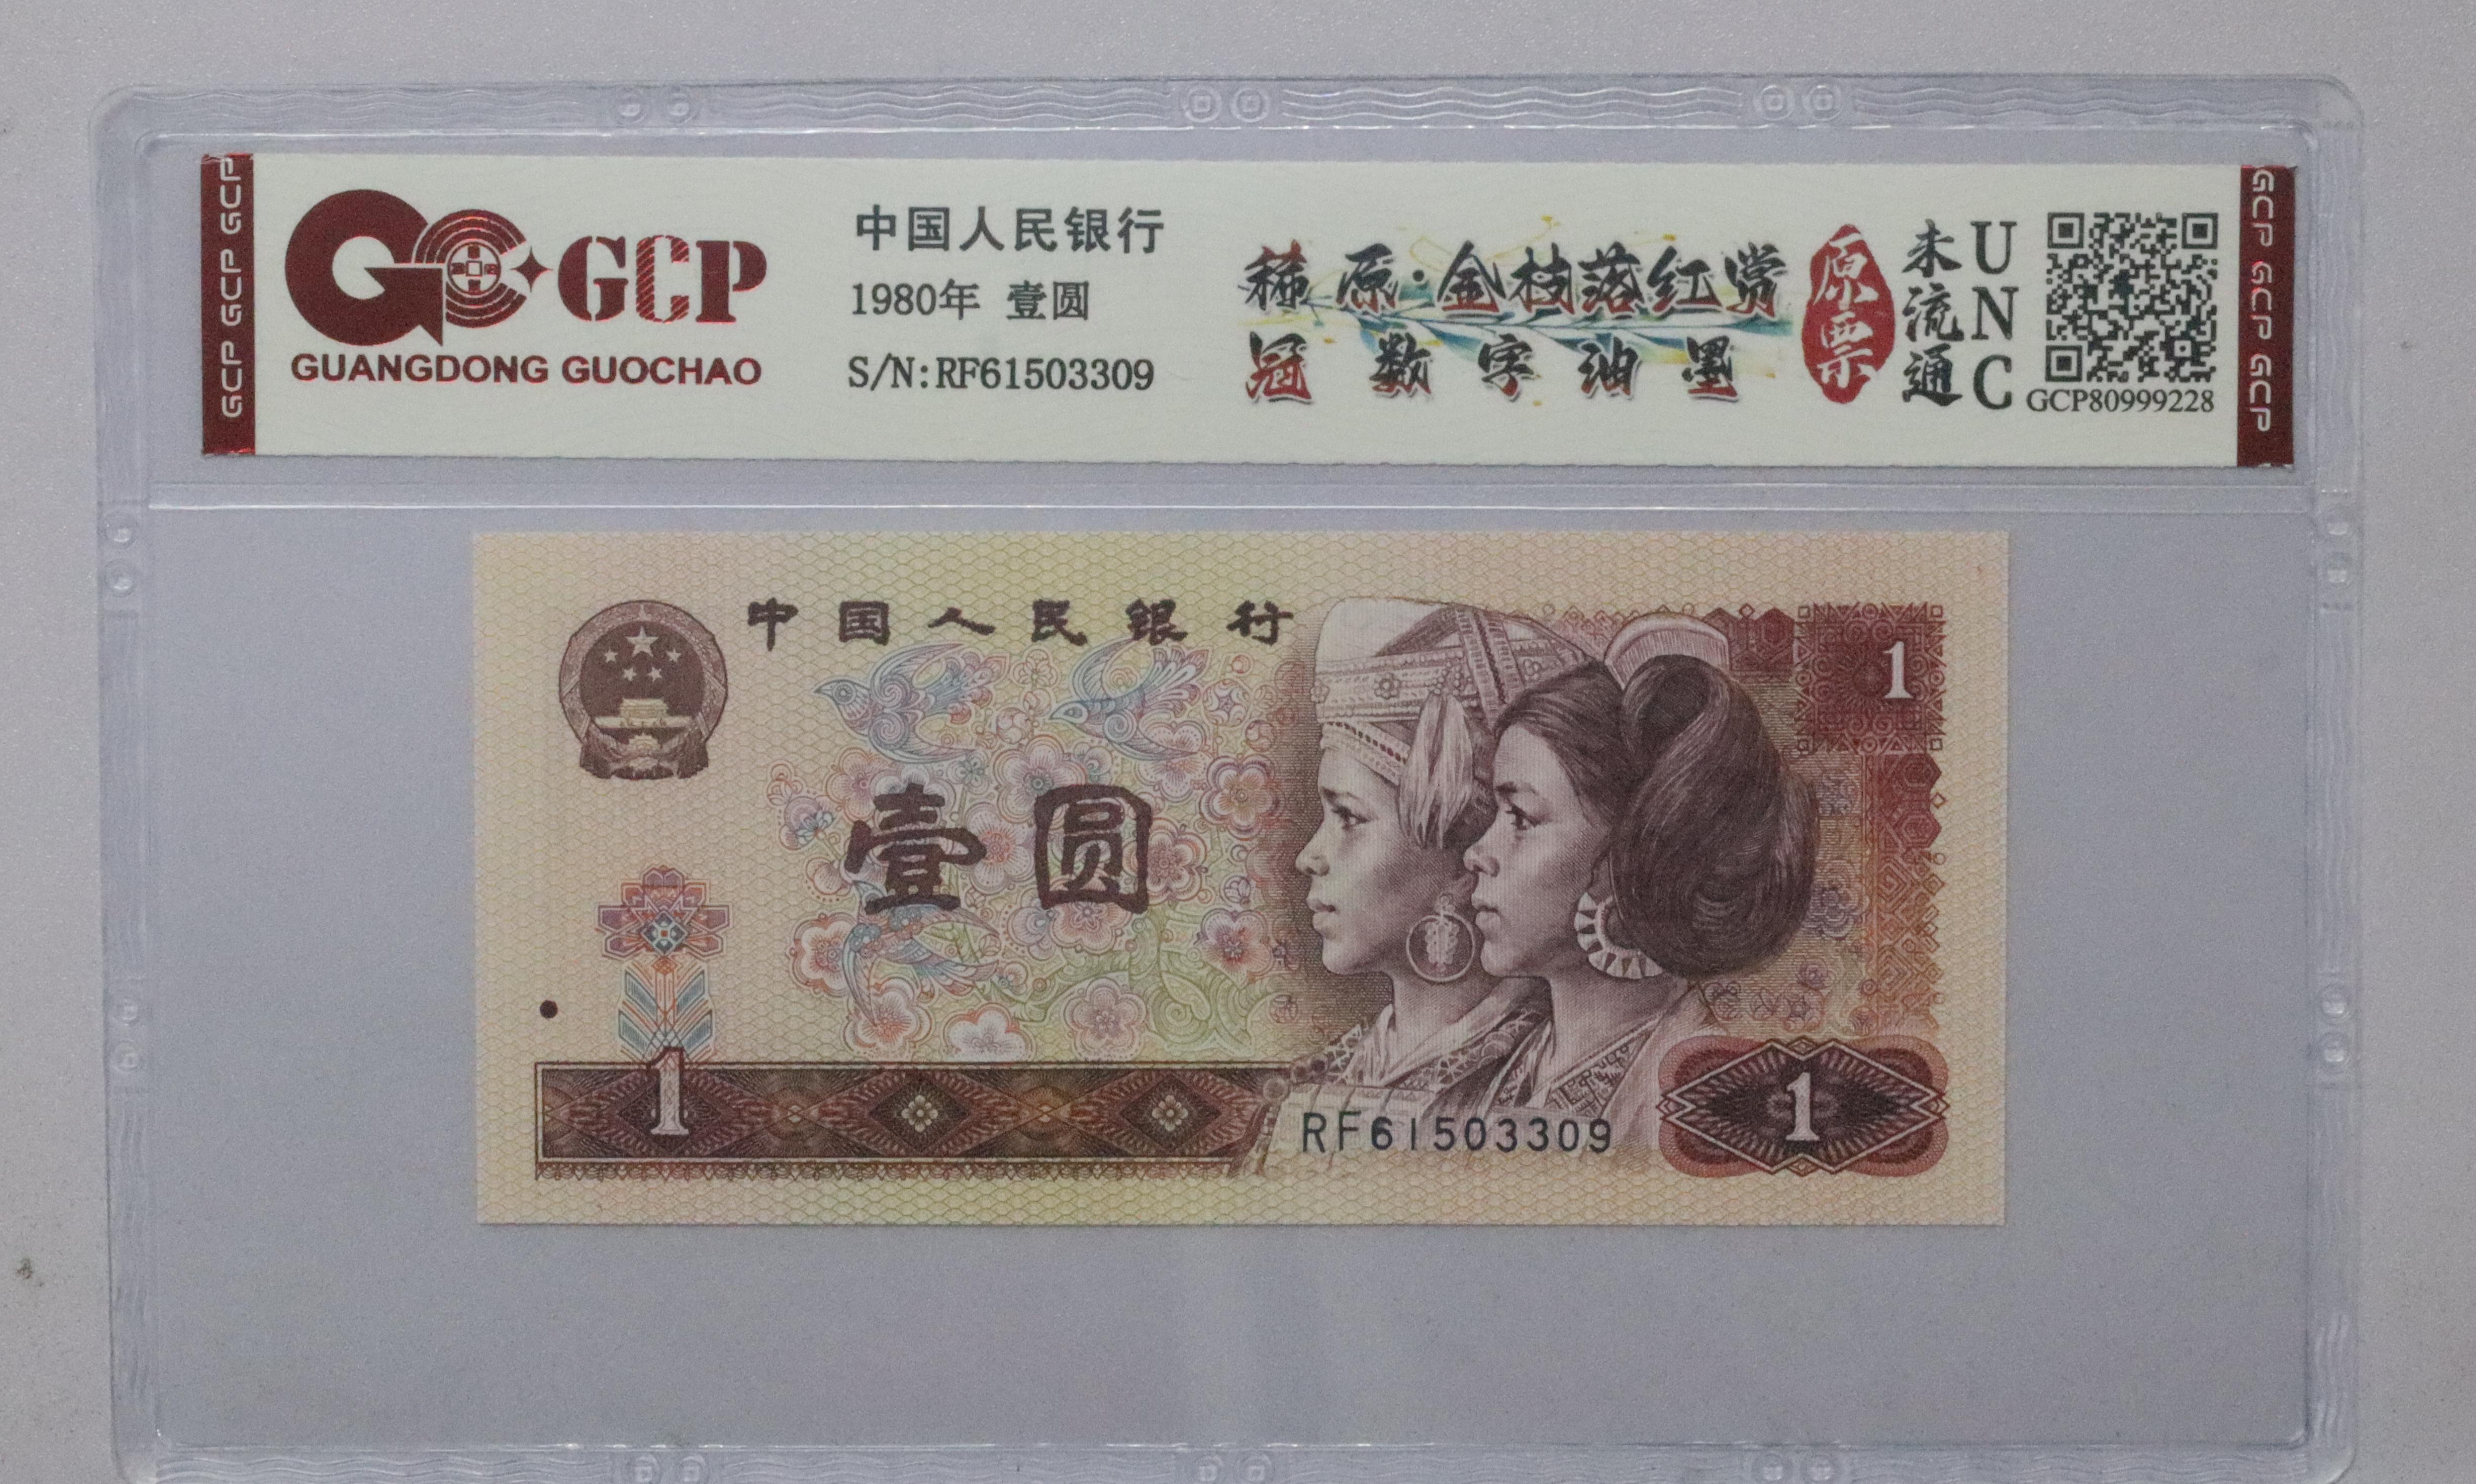 GCP GCP GCP
GCP
GUANGDONG GUOCHAO
中国人民银行
1980年 壹圆
S/N:RF61503309
稀原·金枝落红赏
冠数字油墨
原票
未流通
UNC
GCP80999228
GCP GCP GCP
中国人民银行
1
壹圆
1
RF61503309
1